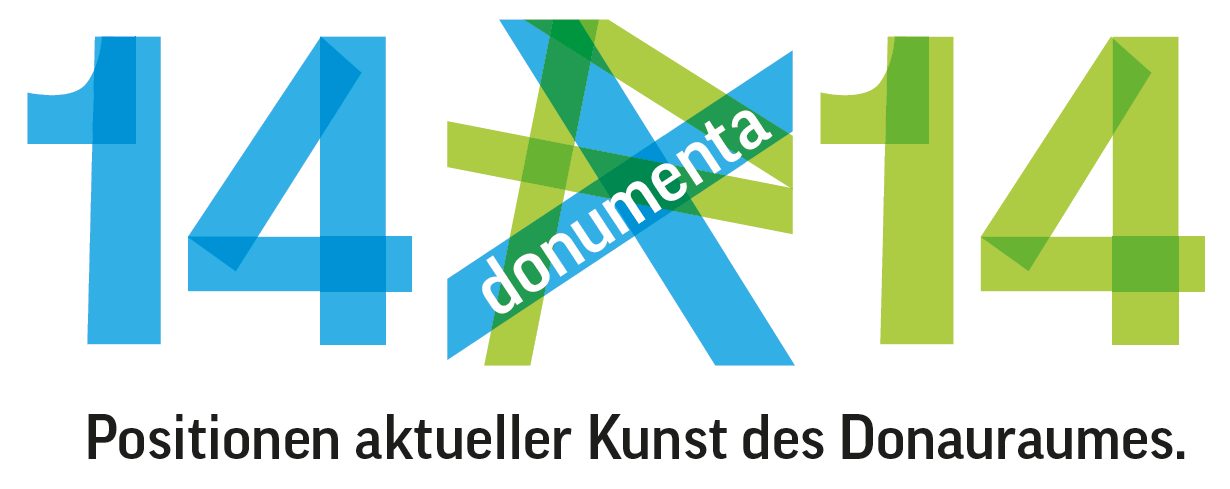 14 donumenta 14
Positionen aktueller Kunst des Donauraumes.